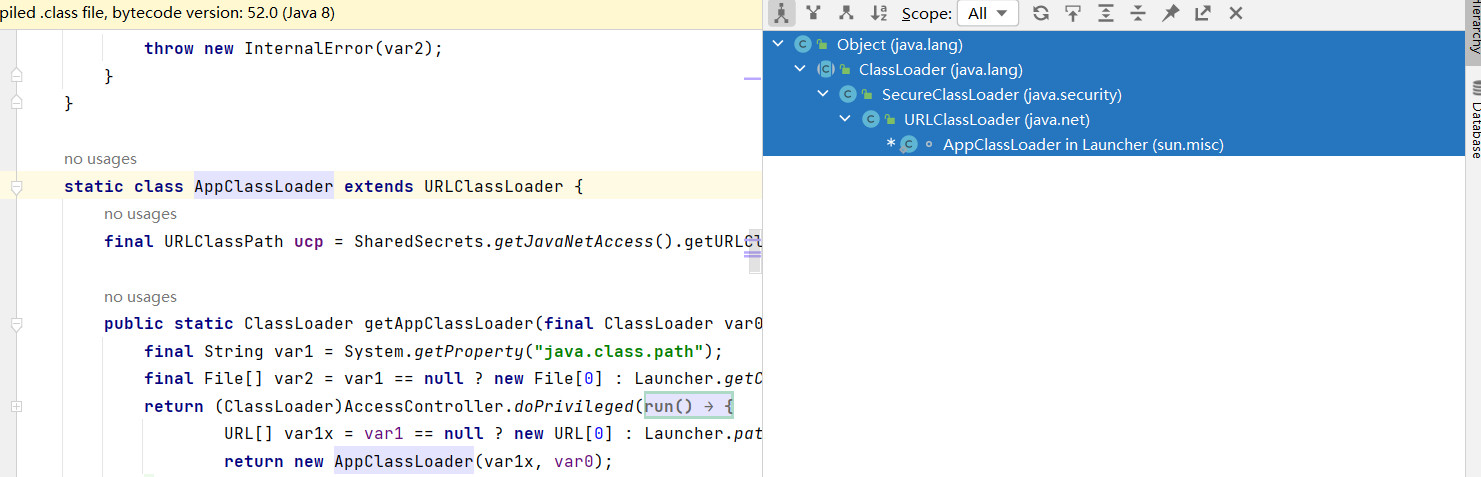 piled .class file, bytecode version: 52.0 (Java 8)
throw new InternalError(var2);
}
}
no usages
static class AppClassLoader extends URLClassLoader {
no usages
final URLClassPath ucp = SharedSecrets.getJavaNetAccess().getURLCl
no usages
public static ClassLoader getAppClassLoader(final ClassLoader var0
final String var1 = System.getProperty("java.class.path");
final File[] var2 = var1 == null ? new File[0] : Launcher.getC
return (ClassLoader)AccessController.doPrivileged(run() → {
URL[] var1x = var1 == null ? new URL[0] : Launcher.pat
return new AppClassLoader(var1x, var0);
Scope: All
Object (java.lang)
ClassLoader (java.lang)
SecureClassLoader (java.security)
URLClassLoader (java.net)
* AppClassLoader in Launcher (sun.misc)
Hierarchy
Database